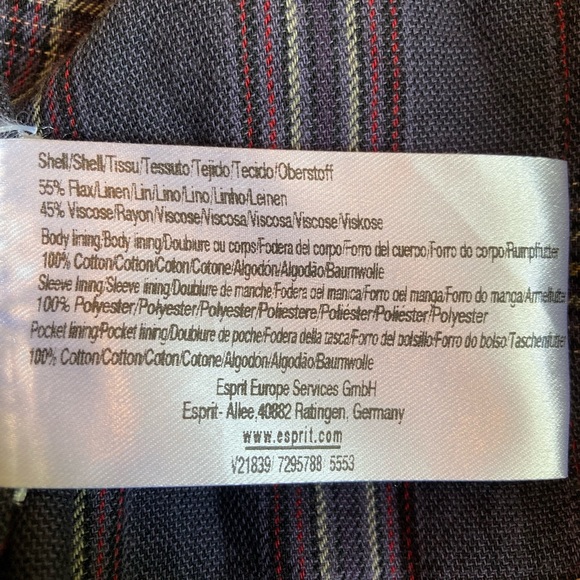 Shell/Shell/Tissu/Tessuto/Tejido/Tecido/Oberstoff
55% Flax/Linen/Lin/Lino/Lino/Linho/Leinen
45% Viscose/Rayon/Viscose/Viscosa/Viscosa/Viscose/Viskose
Body lining/Body lining/Doublure du corps/Fodera del corpo/Forro del cuerpo/Forro do corpo/Rumpffutter
100% Cotton/Cotton/Coton/Cotone/Algodón/Algodão/Baumwolle
Sleeve lining/Sleeve lining/Doublure de manche/Fodera del manica/Forro del manga/Forro do manga/Armelfutter
100% Polyester/Polyester/Polyester/Poliestere/Poliéster/Poliéster/Polyester
Pocket lining/Pocket lining/Doublure de poche/Fodera della tasca/Forro del bolsillo/Forro do bolso/Taschenfutter
100% Cotton/Cotton/Coton/Cotone/Algodón/Algodão/Baumwolle
Esprit Europe Services GmbH
Esprit- Allee,40882 Ratingen, Germany
www.esprit.com
V21839/ 7295788/ 5553